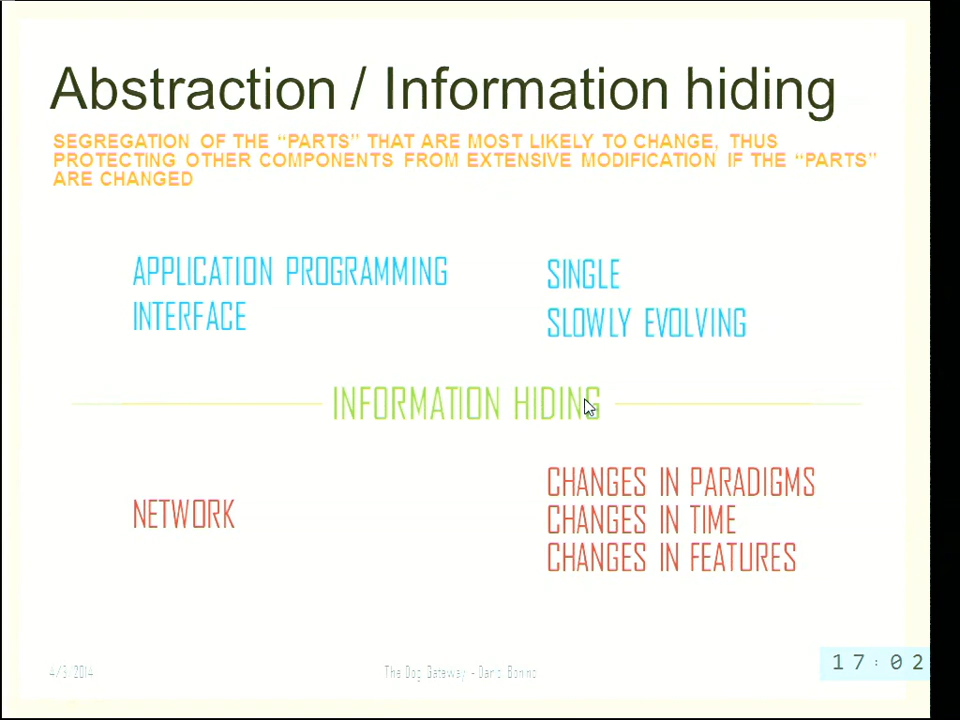 Abstraction / Information hiding
SEGREGATION OF THE “PARTS” THAT ARE MOST LIKELY TO CHANGE, THUS
PROTECTING OTHER COMPONENTS FROM EXTENSIVE MODIFICATION IF THE “PARTS”
ARE CHANGED
APPLICATION PROGRAMMING
INTERFACE
SINGLE
SLOWLY EVOLVING
INFORMATION HIDING
NETWORK
CHANGES IN PARADIGMS
CHANGES IN TIME
CHANGES IN FEATURES
4/3/2014
The Dog Gateway - Dario Bonino
17:02